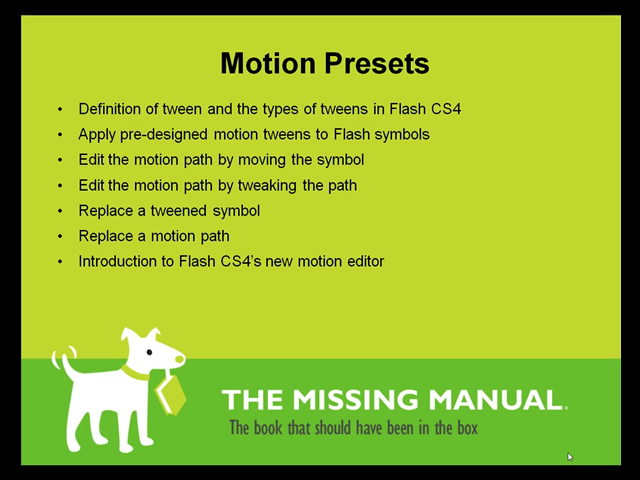 Motion Presets
• Definition of tween and the types of tweens in Flash CS4
• Apply pre-designed motion tweens to Flash symbols
• Edit the motion path by moving the symbol
• Edit the motion path by tweaking the path
• Replace a tweened symbol
• Replace a motion path
• Introduction to Flash CS4's new motion editor
THE MISSING MANUAL.
The book that should have been in the box